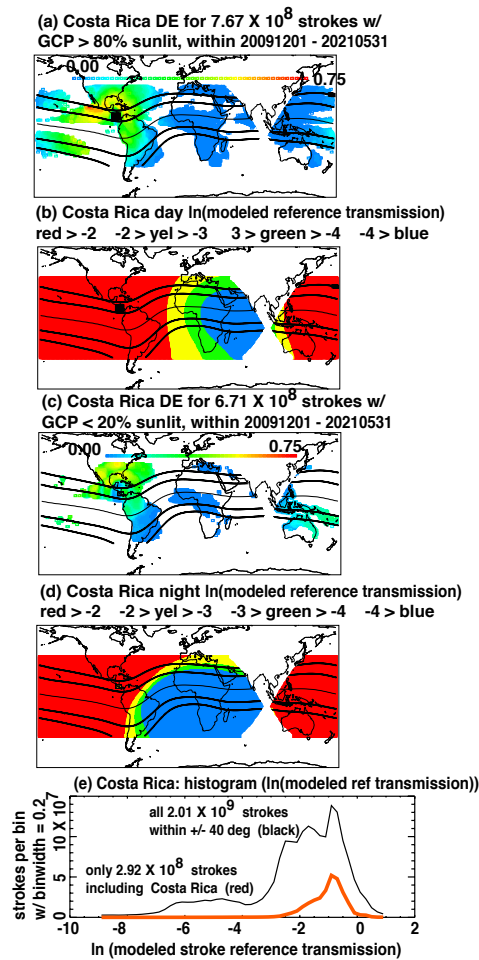 (a) Costa Rica DE for 7.67 X 10^8 strokes w/
GCP > 80% sunlit, within 20091201 - 20210531
0.00
0.75
(b) Costa Rica day ln(modeled reference transmission)
red > -2 -2 > yel > -3 3 > green > -4 -4 > blue
(c) Costa Rica DE for 6.71 X 10^8 strokes w/
GCP < 20% sunlit, within 20091201 - 20210531
0.00 0.75
(d) Costa Rica night ln(modeled reference transmission)
red > -2 -2 > yel > -3 -3 > green > -4 -4 > blue
(e) Costa Rica: histogram (ln(modeled ref transmission))
strokes per bin
w/ binwidth = 0.2
0 5 10 X 10^7
all 2.01 X 10^9 strokes
within +/- 40 deg (black)
only 2.92 X 10^8 strokes
including Costa Rica (red)
-10 -8 -6 -4 -2 0 2
ln (modeled stroke reference transmission)